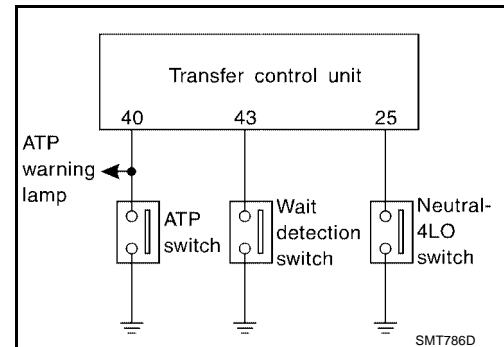 Transfer control unit
40 43 25
ATP
warning
lamp
ATP
switch
Wait
detection
switch
Neutral-
4LO
switch
SMT786D